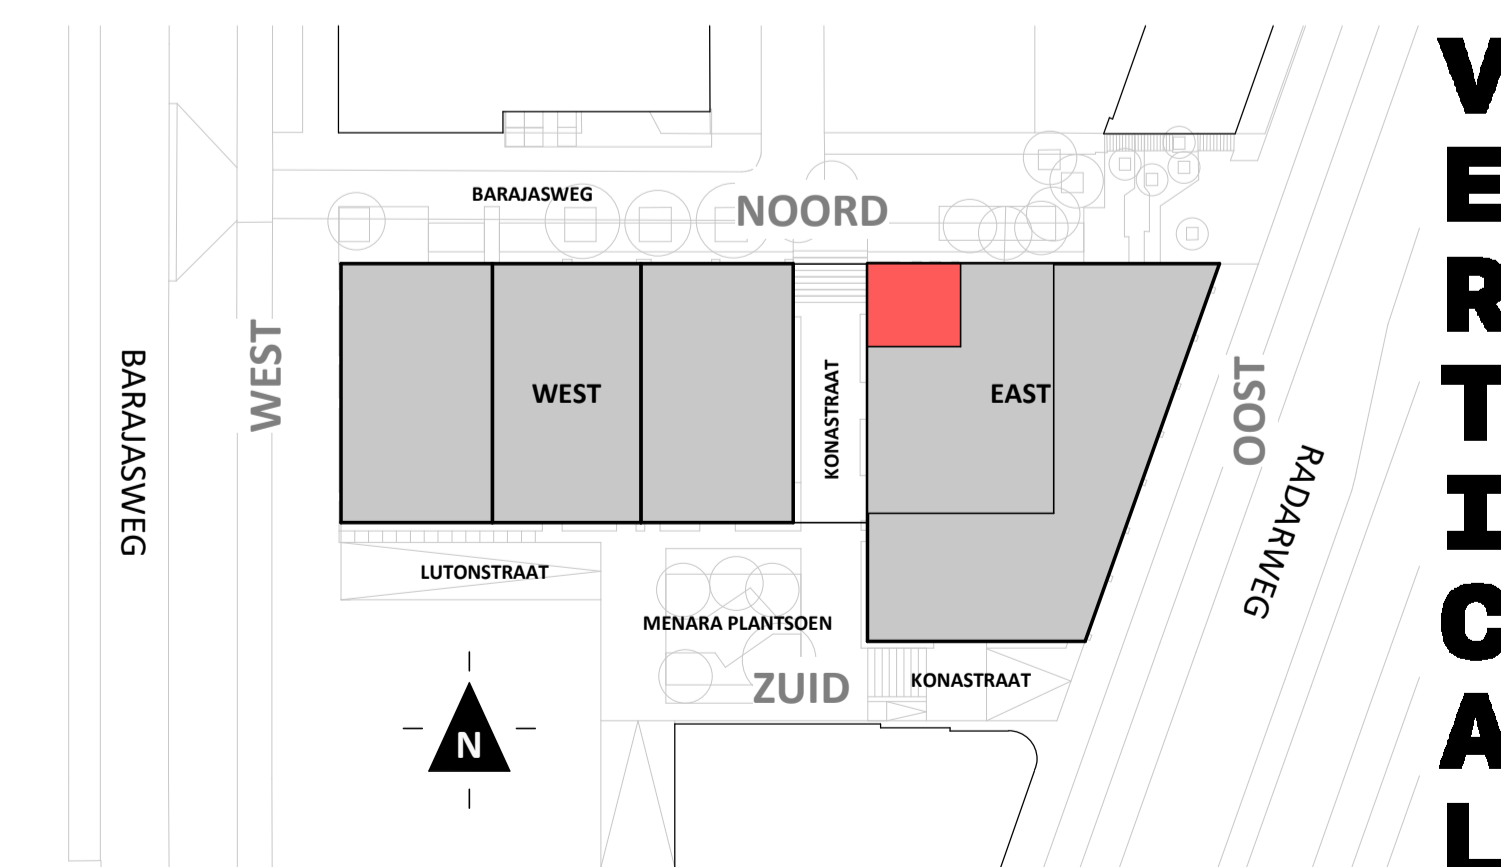 BARAJASWEG
NOORD
WEST
BARAJASWEG
WEST
KONASTRAAT
EAST
OOST
RADARWEG
LUTONSTRAAT
MENARA PLANTSOEN
ZUID
KONASTRAAT
N
VERTICAL